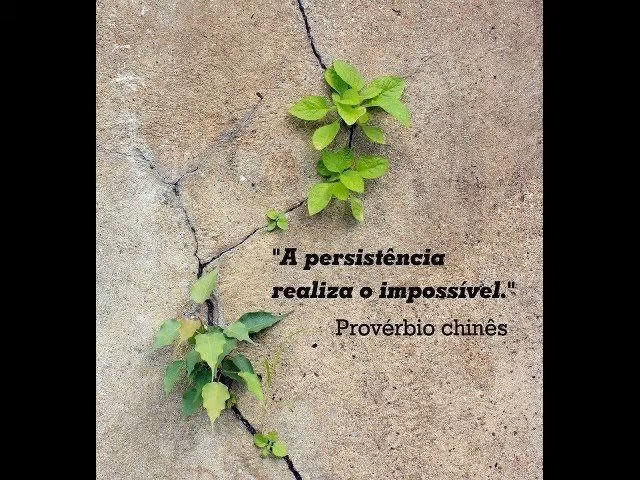 "A persistência
realiza o impossível."
Provérbio chinês